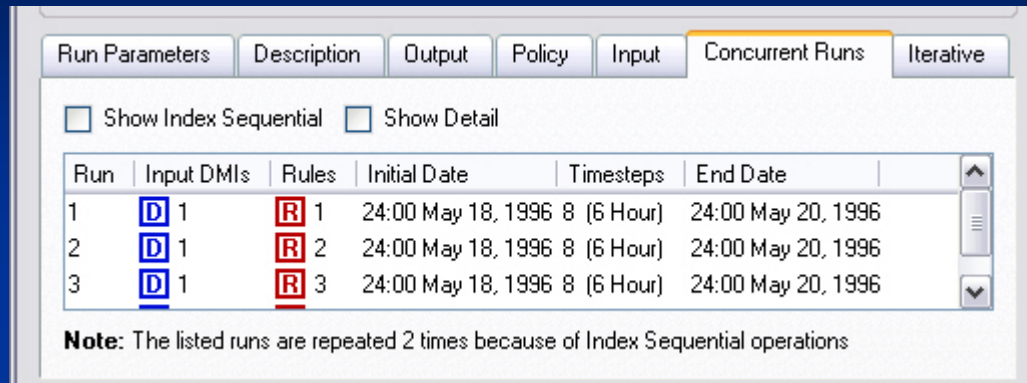 Run Parameters Description Output Policy Input Concurrent Runs Iterative
Show Index Sequential Show Detail
Run Input DMIs Rules Initial Date Timesteps End Date
1 D 1 R 1 24:00 May 18, 1996 8 (6 Hour) 24:00 May 20, 1996
2 D 1 R 2 24:00 May 18, 1996 8 (6 Hour) 24:00 May 20, 1996
3 D 1 R 3 24:00 May 18, 1996 8 (6 Hour) 24:00 May 20, 1996
Note: The listed runs are repeated 2 times because of Index Sequential operations